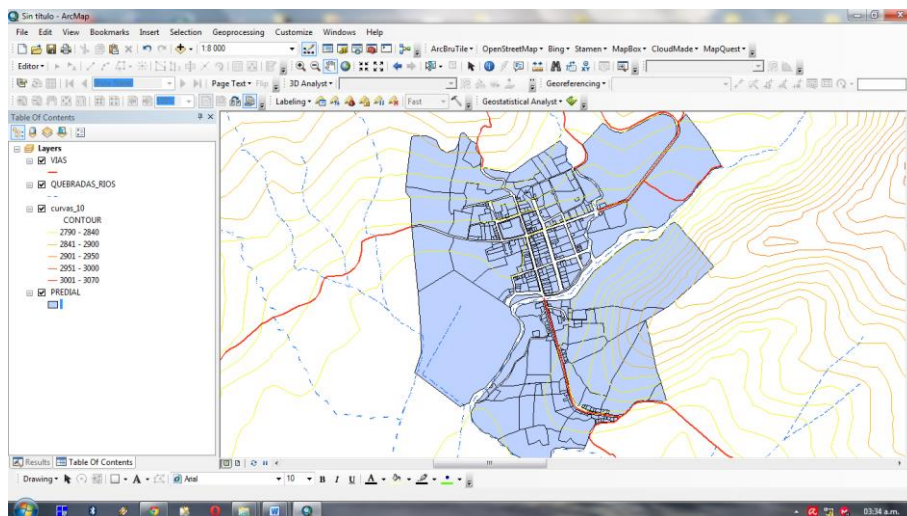 Sin título - ArcMap
File Edit View Bookmarks Insert Selection Geoprocessing Customize Windows Help
1:8 000 ArcBruTile OpenStreetMap Bing Stamen MapBox CloudMade MapQuest
Editor
Page Text Flip 3D Analyst Georeferencing
Labeling Fast Geostatistical Analyst
Table Of Contents
Layers
VIAS
QUEBRADAS_RIOS
curvas_10
CONTOUR
2790 - 2840
2841 - 2900
2901 - 2950
2951 - 3000
3001 - 3070
PREDIAL
Results Table Of Contents
Drawing A Arial 10 B I U A
03:34 a.m.